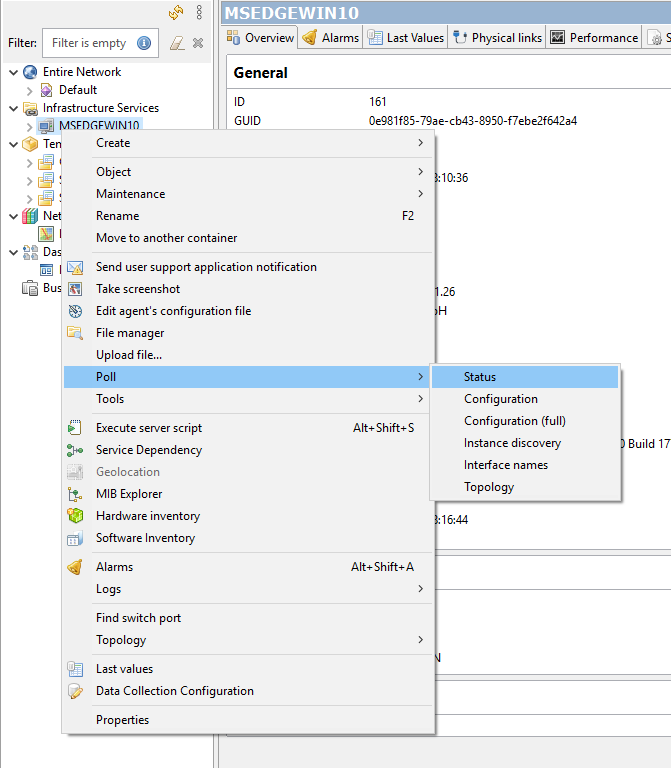 MSEDGEWIN10
Filter:
Filter is empty
Overview
Alarms
Last Values
Physical links
Performance
S
Entire Network
Default
Infrastructure Services
MSEDGEWIN10
General
ID 161
GUID 0e981f85-79ae-cb43-8950-f7ebe2f642a4
Create
Object
Maintenance
Rename F2
Move to another container
Send user support application notification
Take screenshot
Edit agent's configuration file
File manager
Upload file...
Poll
Tools
Execute server script Alt+Shift+S
Service Dependency
Geolocation
MIB Explorer
Hardware inventory
Software Inventory
Alarms Alt+Shift+A
Logs
Find switch port
Topology
Last values
Data Collection Configuration
Properties
Status
Configuration
Configuration (full)
Instance discovery
Interface names
Topology
Ten
Net
Das
Bus
:10:36
1.26
0 Build 17
:16:44
N